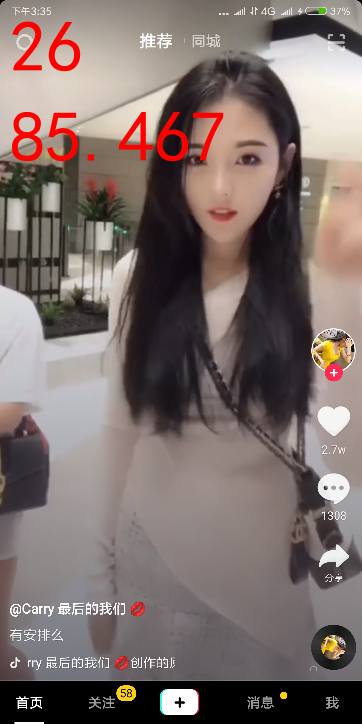 下午3:35 ... 4G 37%
26
推荐 同城
85.467
2.7w
1308
分享
@Carry 最后的我们 💋
有安排么
rry 最后的我们 💋创作的原
首页 关注 58 消息 我